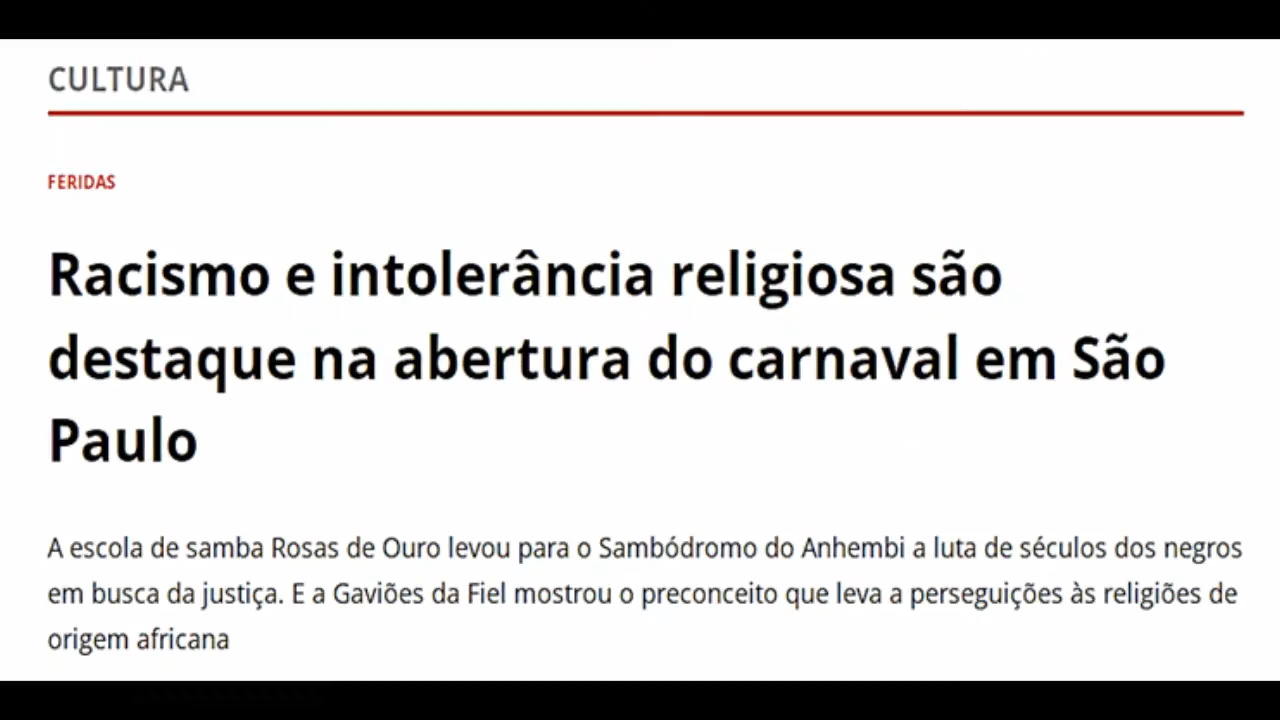 CULTURA
FERIDAS
Racismo e intolerância religiosa são
destaque na abertura do carnaval em São
Paulo
A escola de samba Rosas de Ouro levou para o Sambódromo do Anhembi a luta de séculos dos negros
em busca da justiça. E a Gaviões da Fiel mostrou o preconceito que leva a perseguições às religiões de
origem africana